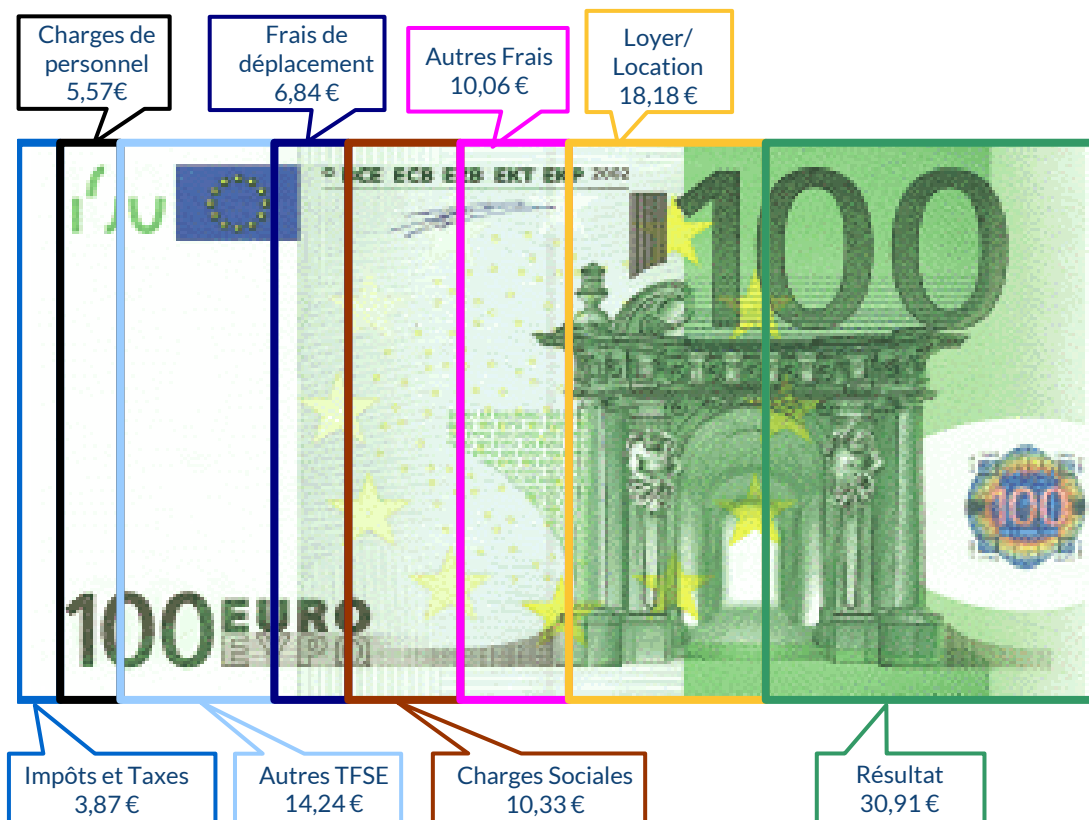 Charges de
personnel
5,57€
Frais de
déplacement
6,84 €
Autres Frais
10,06 €
Loyer/
Location
18,18 €
© BCE ECB EZB EKT EKP 2002
100
100
100 EURO
ΕΥΡΩ
Impôts et Taxes
3,87 €
Autres TFSE
14,24 €
Charges Sociales
10,33 €
Résultat
30,91 €